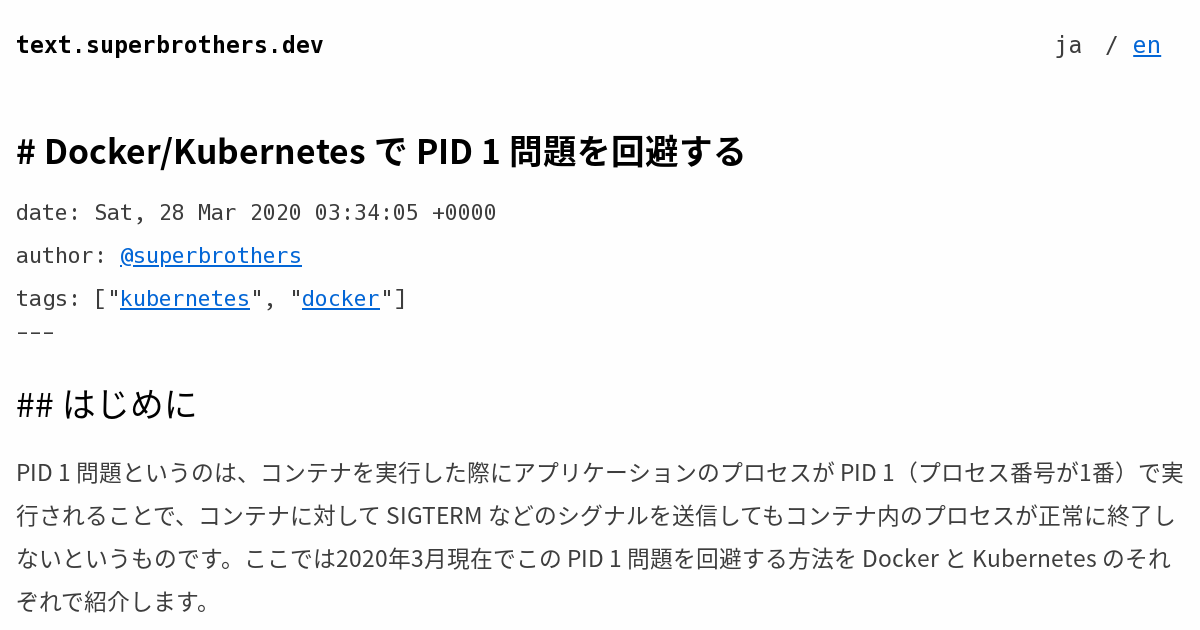 text.superbrothers.dev
ja / en
# Docker/Kubernetes で PID 1 問題を回避する
date: Sat, 28 Mar 2020 03:34:05 +0000
author: @superbrothers
tags: ["kubernetes", "docker"]
---
## はじめに
PID 1 問題というのは、コンテナを実行した際にアプリケーションのプロセスが PID 1（プロセス番号が1番）で実
行されることで、コンテナに対して SIGTERM などのシグナルを送信してもコンテナ内のプロセスが正常に終了し
ないというものです。ここでは2020年3月現在でこの PID 1 問題を回避する方法を Docker と Kubernetes のそれ
ぞれで紹介します。